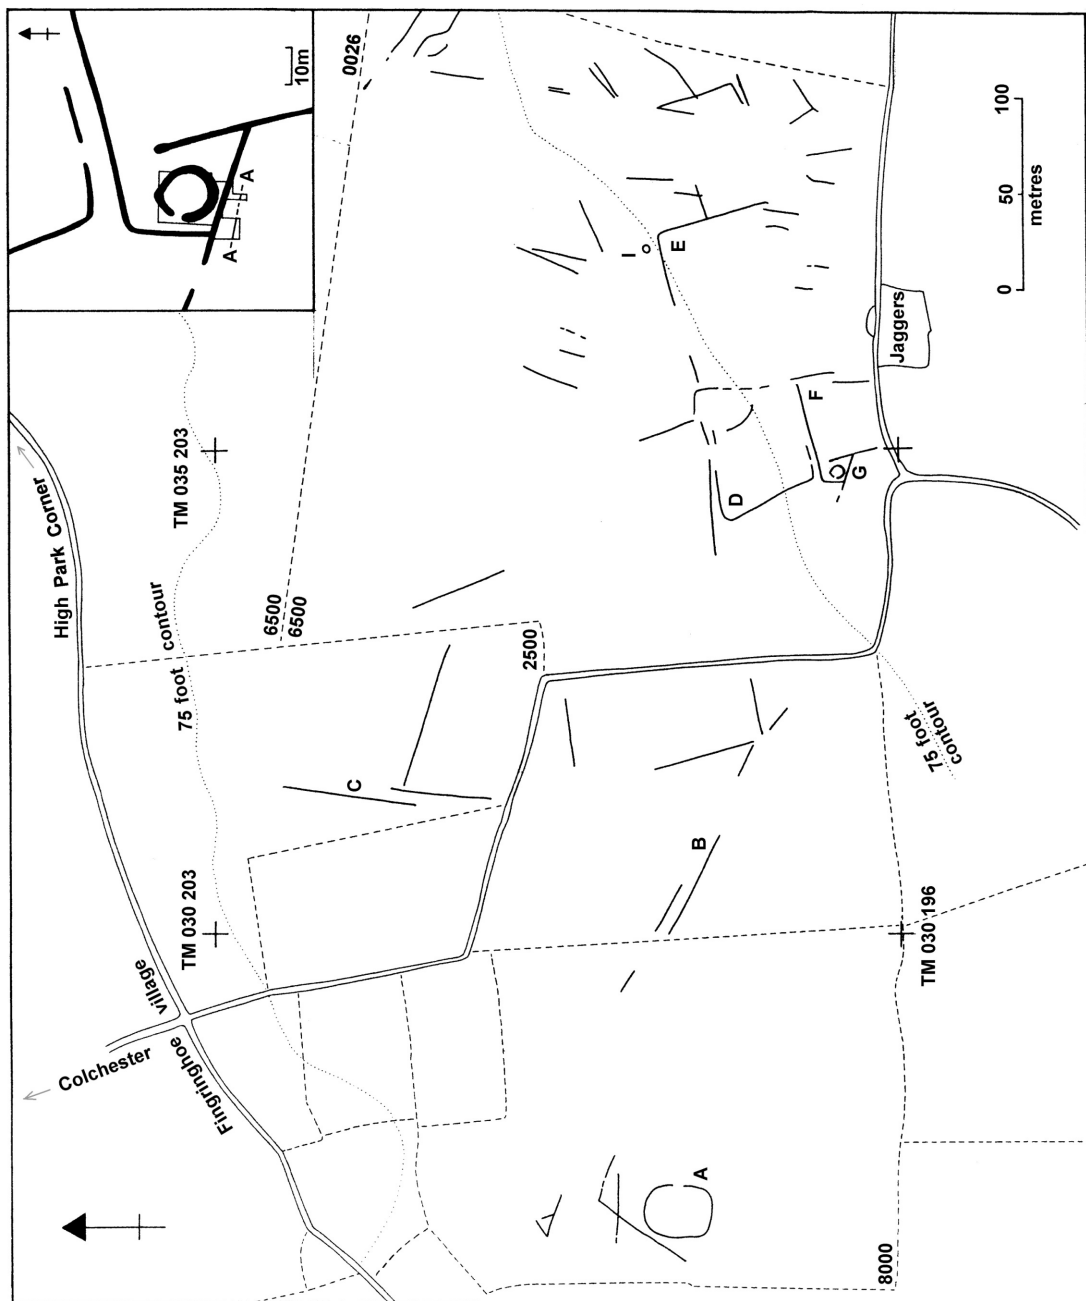 10m
A
A
0026
High Park Corner
TM 035 203
75 foot contour
6500
6500
2500
Colchester
Fingringhoe village
TM 030 203
C
I
E
D
F
G
Jaggers
0 50 100
metres
75 foot
contour
B
TM 030 196
A
8000